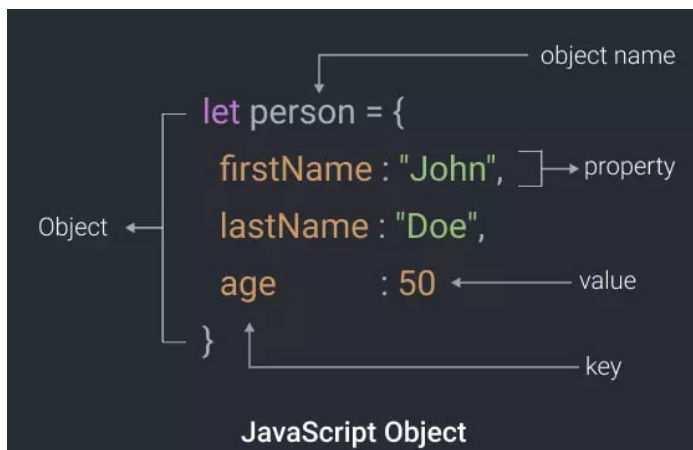 object name
let person = {
firstName : "John", property
Object lastName : "Doe",
age : 50 value
}
key
JavaScript Object